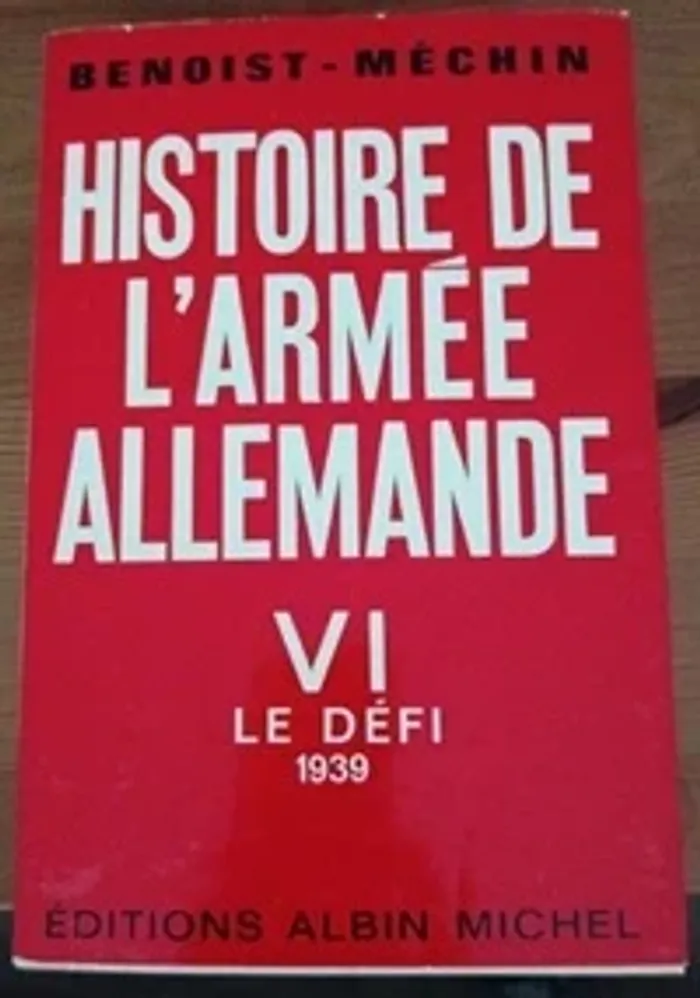 BENOIST-MÉCHIN
HISTOIRE DE
L'ARMÉE
ALLEMANDE
VI
LE DÉFI
1939
ÉDITIONS ALBIN MICHEL